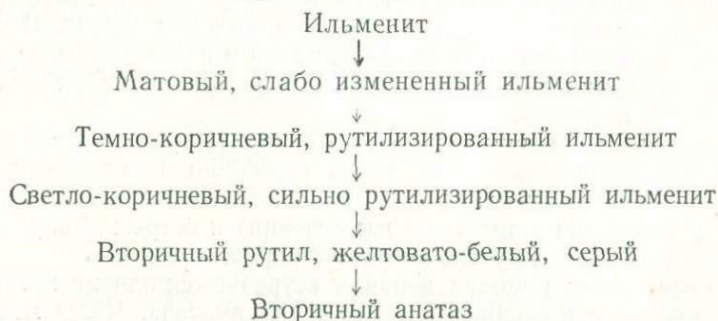 Ильменит
↓
Матовый, слабо измененный ильменит
↓
Темно-коричневый, рутилизированный ильменит
↓
Светло-коричневый, сильно рутилизированный ильменит
↓
Вторичный рутил, желтовато-белый, серый
↓
Вторичный анатаз